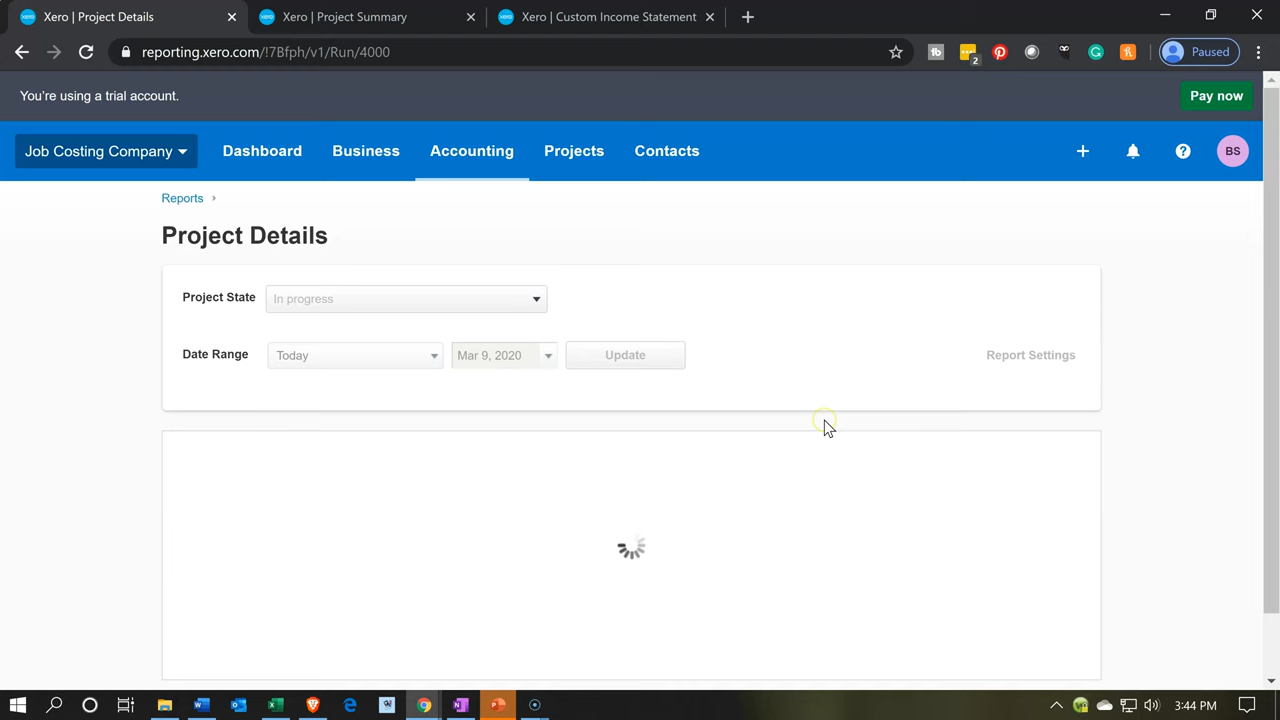 Xero | Project Details
Xero | Project Summary
Xero | Custom Income Statement
reporting.xero.com/!7Bfph/v1/Run/4000
2
Paused
You're using a trial account.
Pay now
Job Costing Company
Dashboard
Business
Accounting
Projects
Contacts
BS
Reports
Project Details
Project State
In progress
Date Range
Today
Mar 9, 2020
Update
Report Settings
3:44 PM